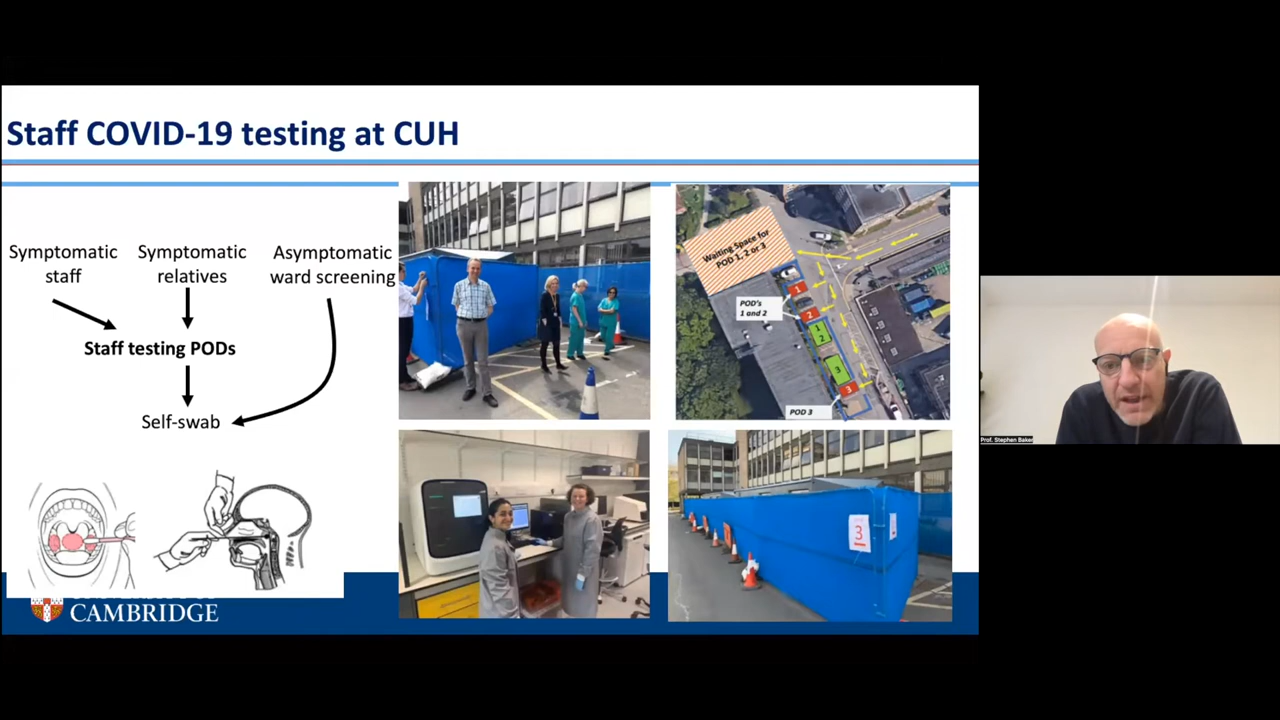 Staff COVID-19 testing at CUH
Symptomatic
staff
Symptomatic
relatives
Asymptomatic
ward screening
Staff testing PODs
Self-swab
Waiting Space for
POD 1, 2 or 3
POD's
1 and 2
1
2
1
2
3
3
POD 3
3
CAMBRIDGE
Prof. Stephen Baker